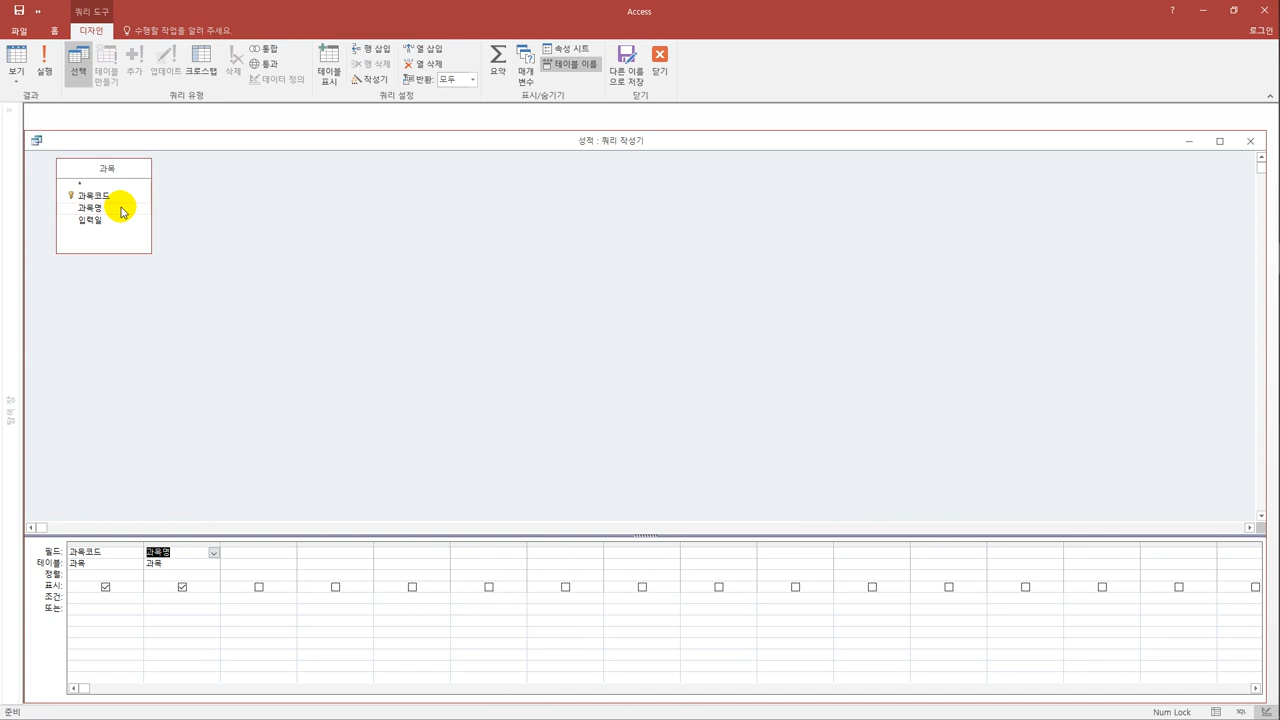 쿼리 도구
Access
파일 홈 디자인 수행할 작업을 알려 주세요. 로그인
보기
실행
결과
선택
테이블 만들기
추가
업데이트
크로스탭
삭제
통합
통과
데이터 정의
쿼리 유형
테이블 표시
행 삽입
행 삭제
작성기
열 삽입
열 삭제
반환: 모두
쿼리 설정
요약
매개 변수
속성 시트
테이블 이름
표시/숨기기
다른 이름으로 저장
닫기
닫기
성적 : 쿼리 작성기
과목
*
과목코드
과목명
입력일
탐색 창
필드: 과목코드 과목명
테이블: 과목 과목
정렬:
표시:
조건:
또는:
준비 Num Lock SQL